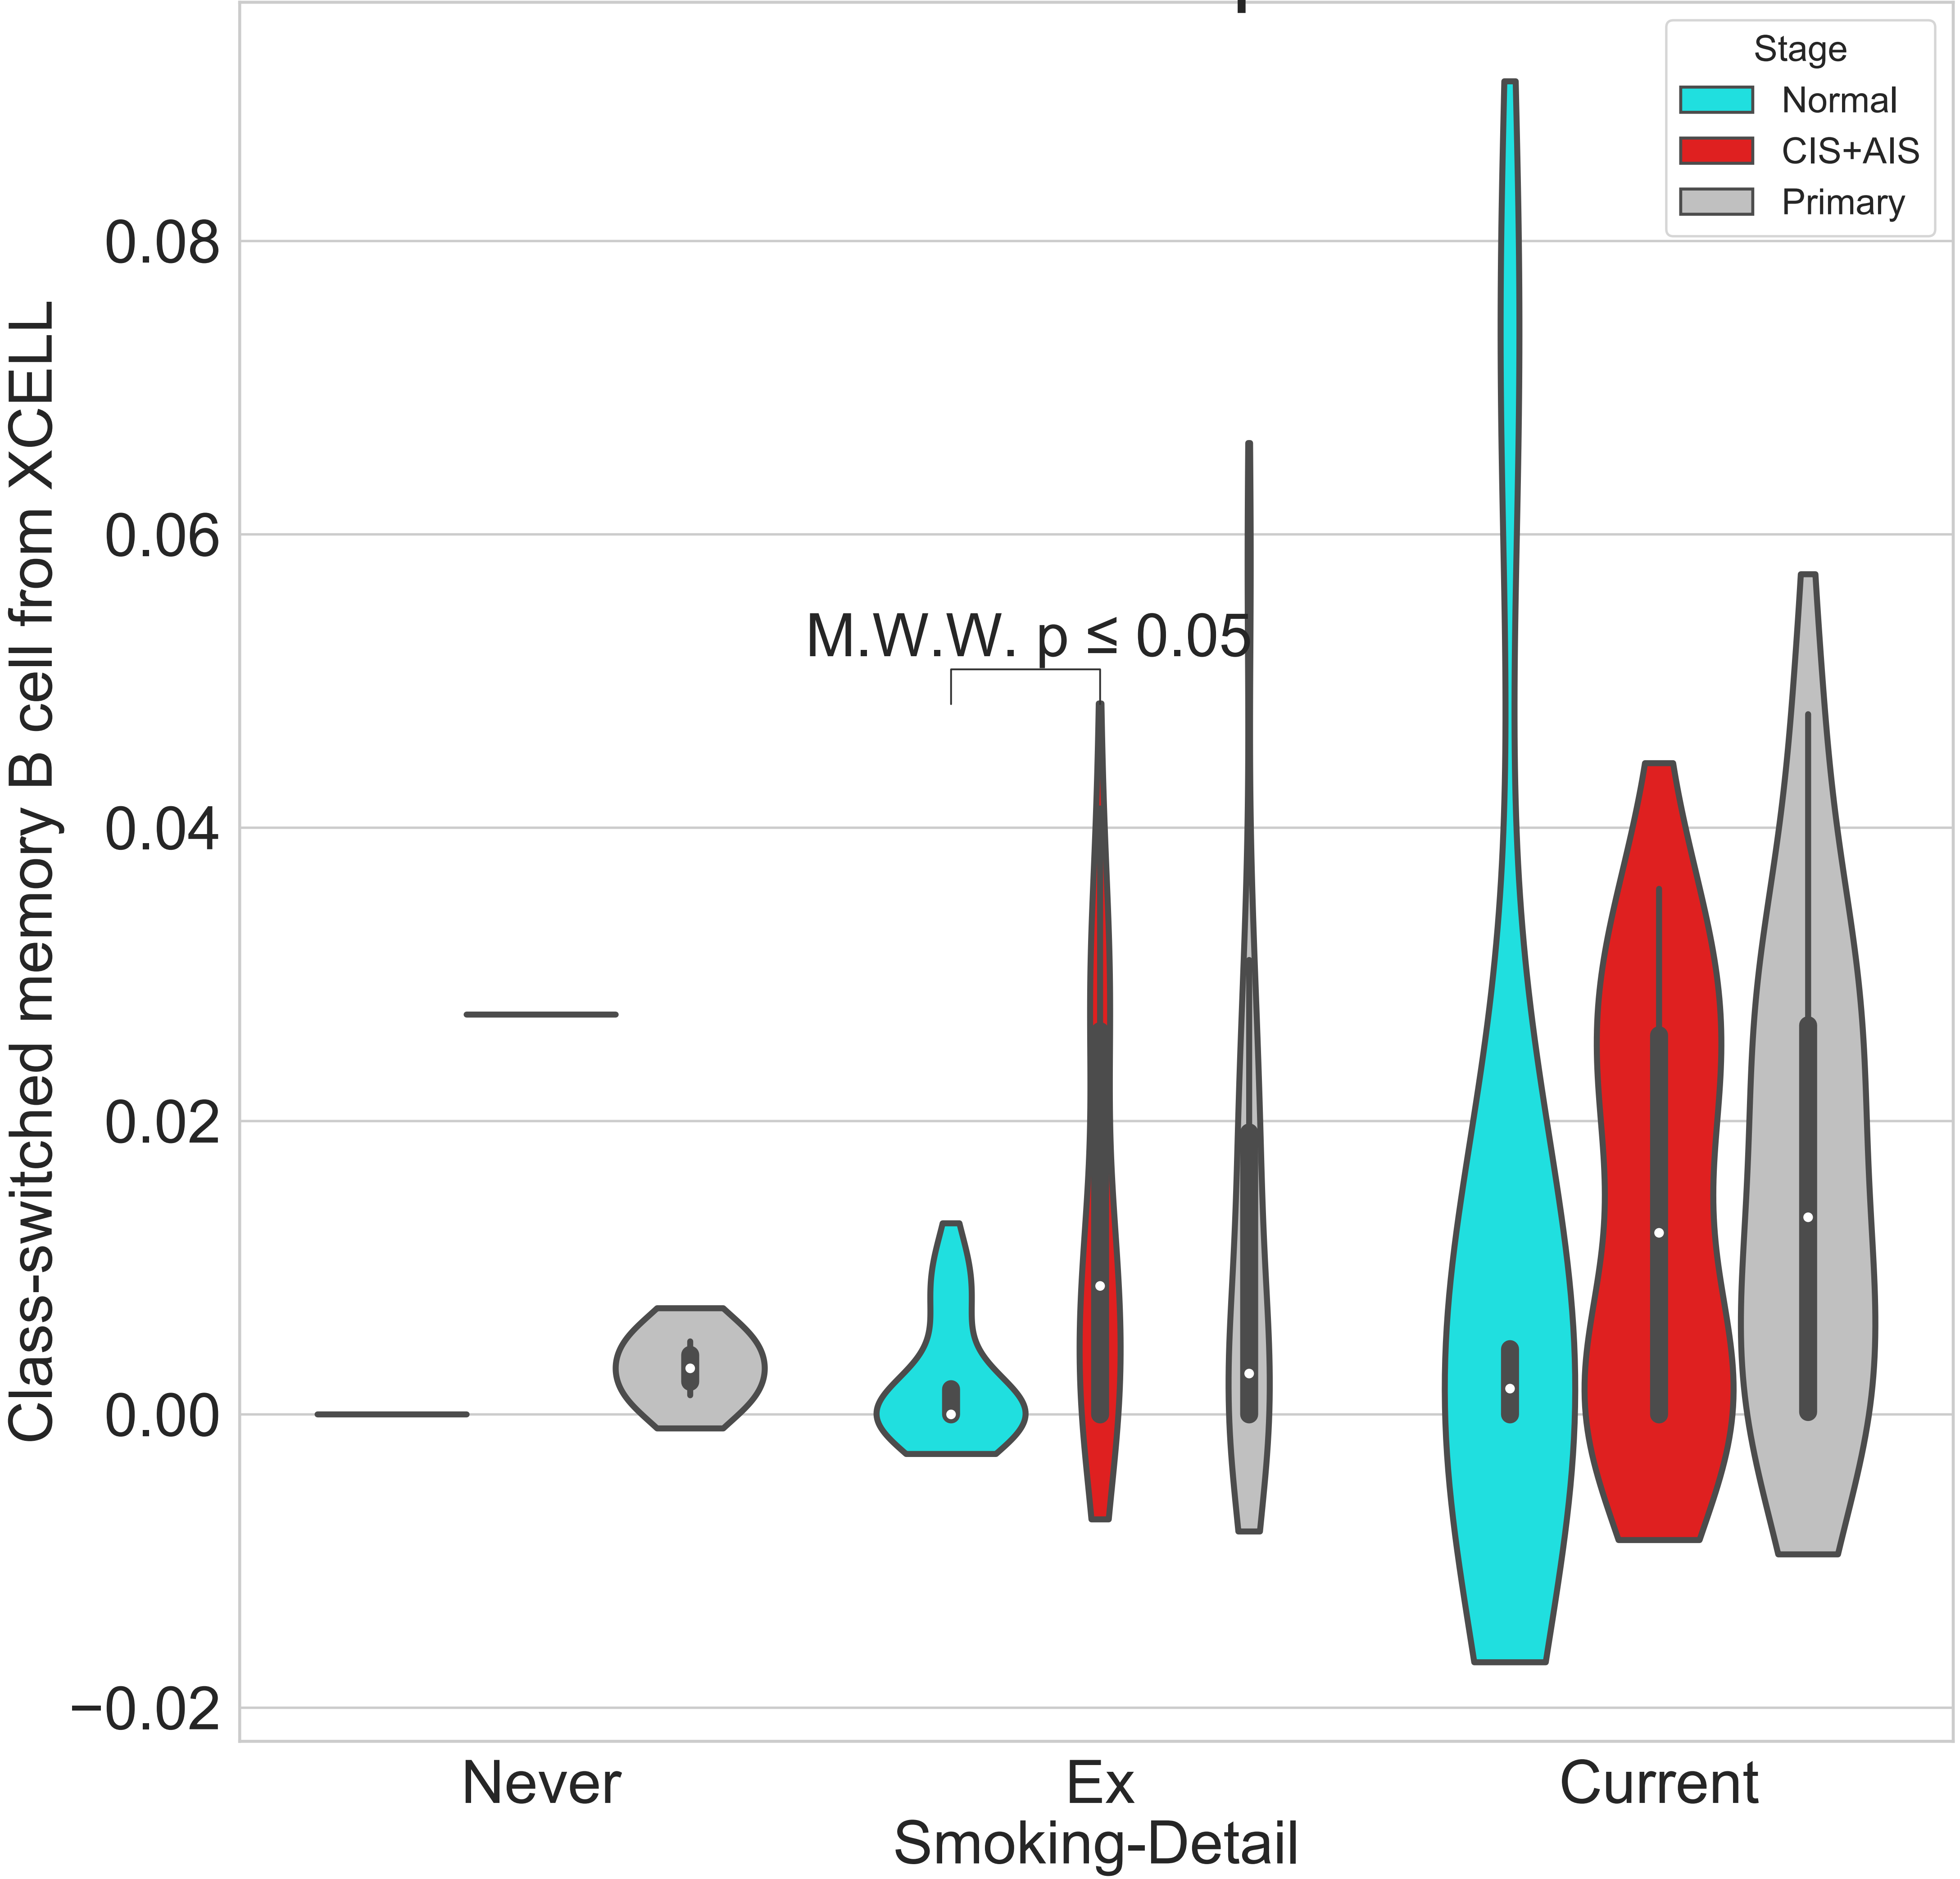 Stage
Normal
CIS+AIS
Primary
Class-switched memory B cell from XCELL
0.08
0.06
0.04
0.02
0.00
−0.02
M.W.W. p ≤ 0.05
Never
Ex
Current
Smoking-Detail